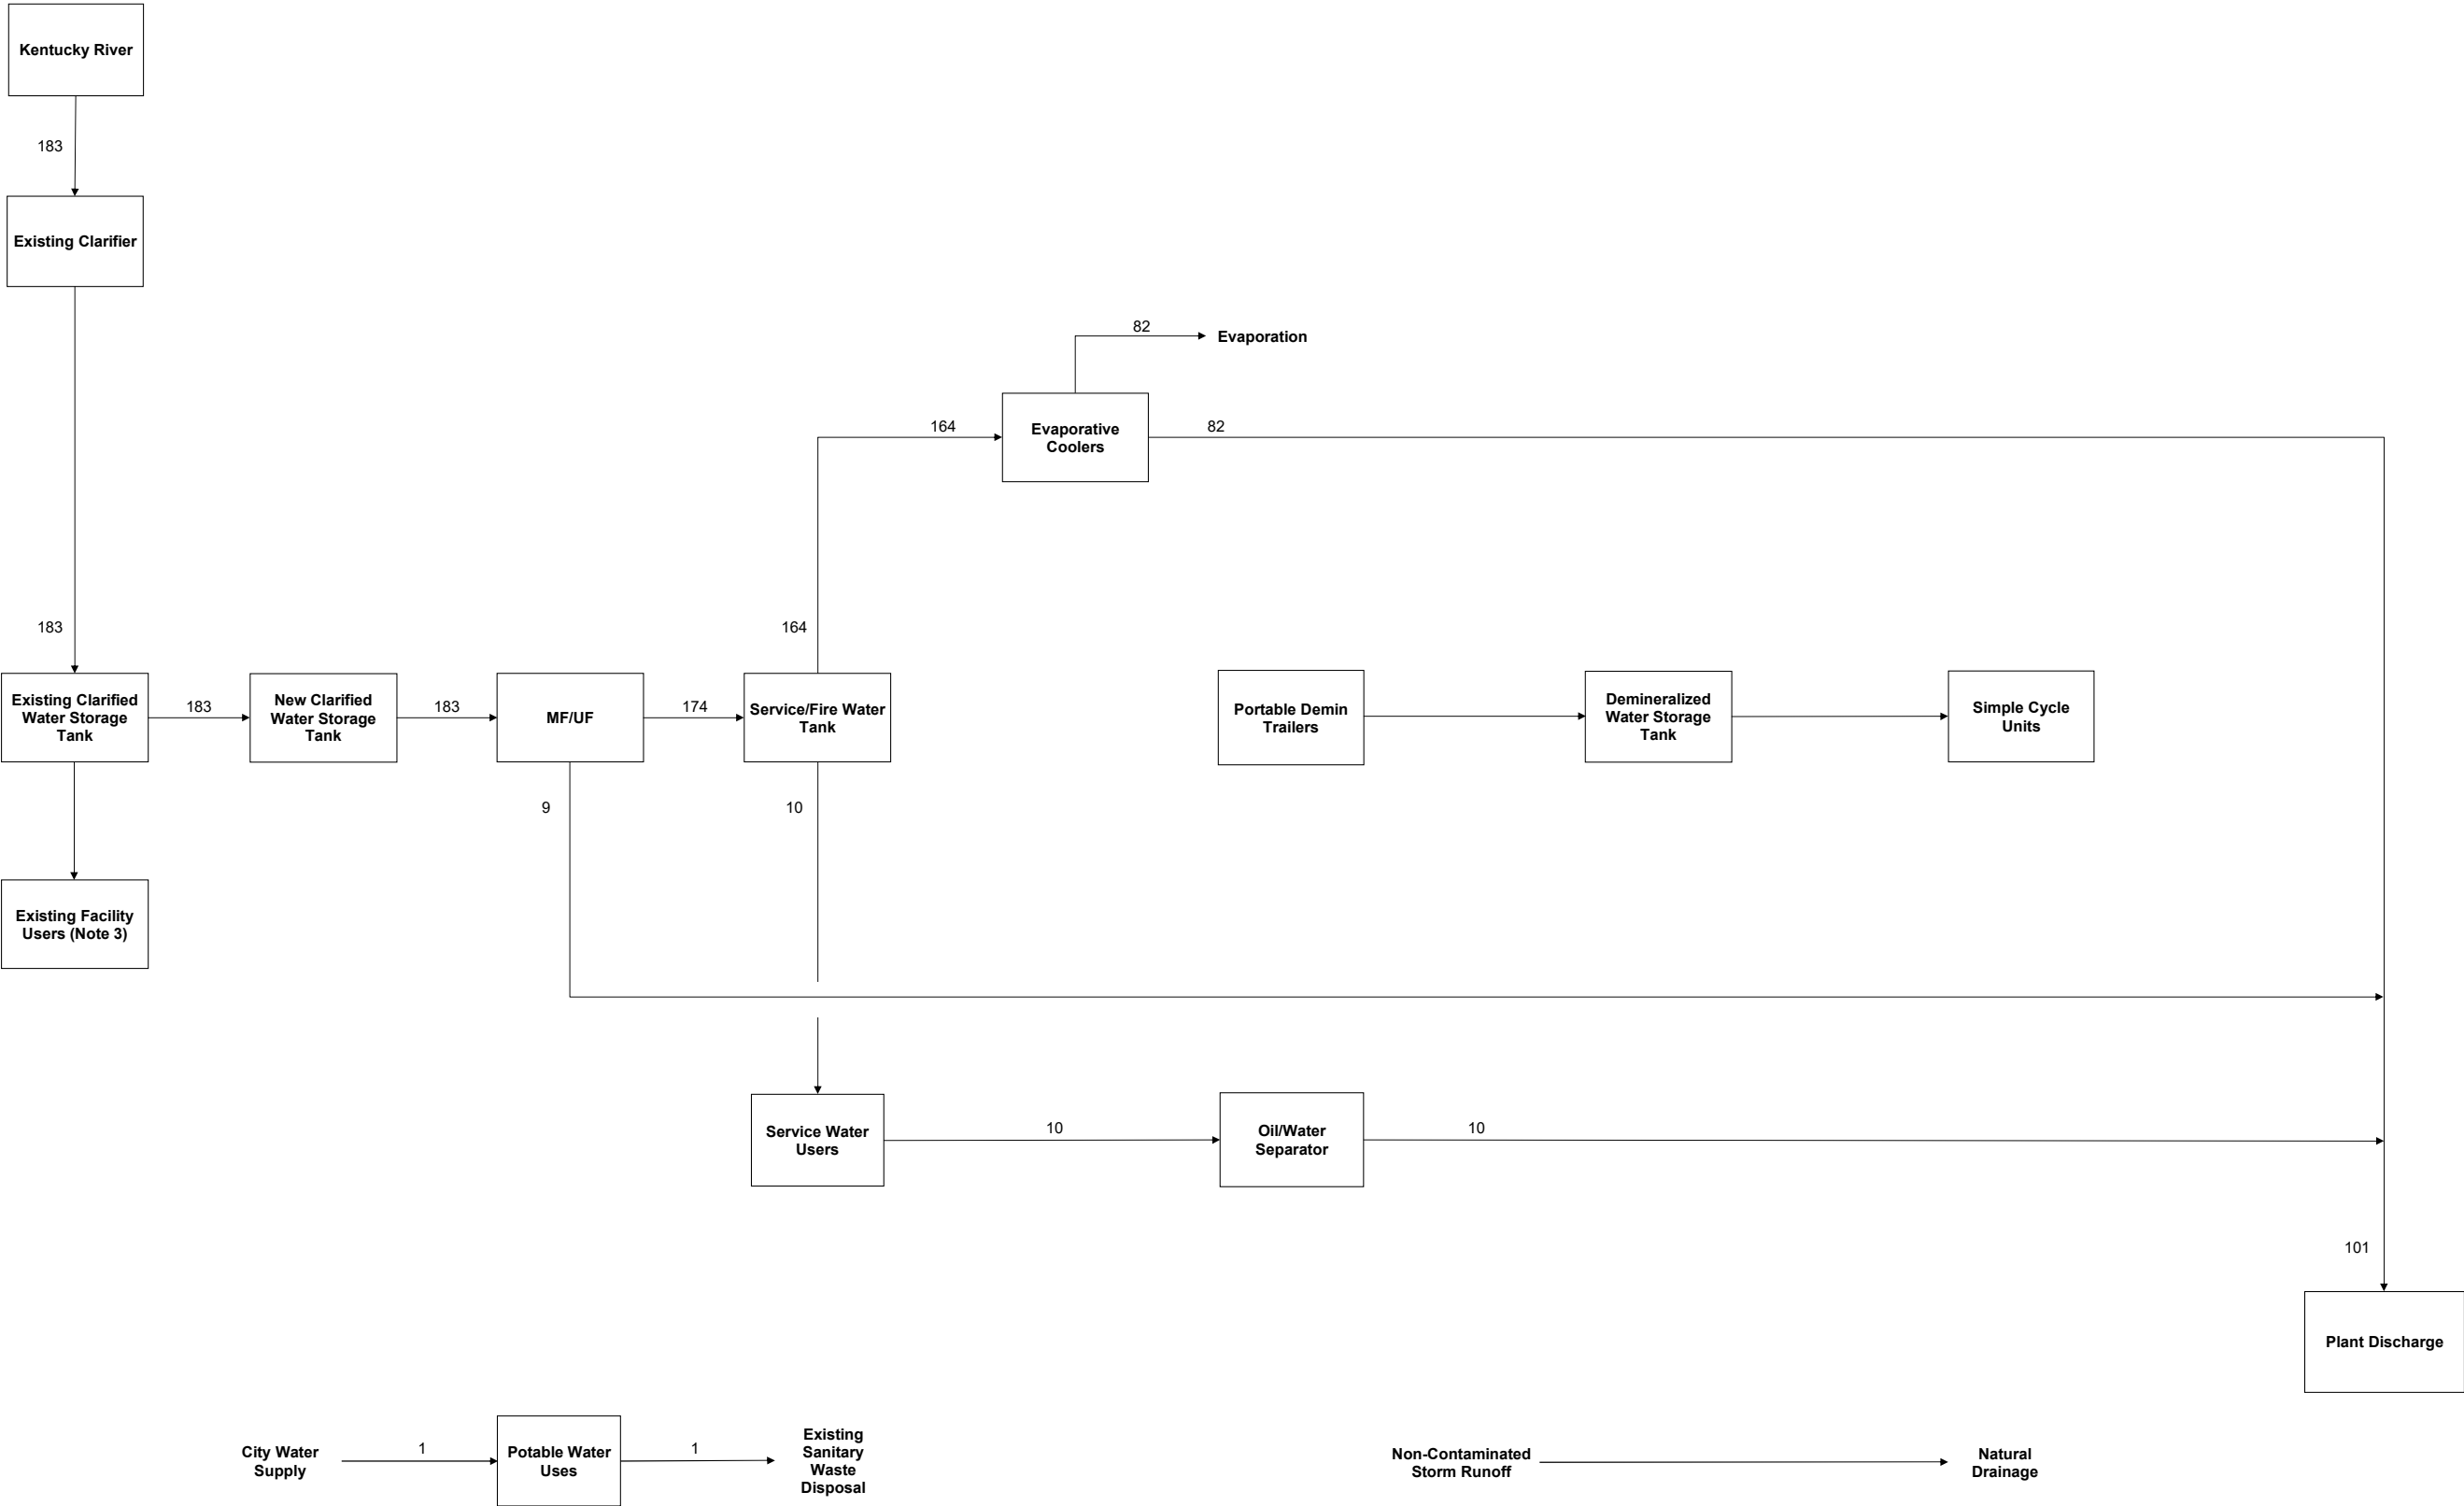 Kentucky River
183
Existing Clarifier
82
Evaporation
164
Evaporative
Coolers
82
183
164
Existing Clarified
Water Storage
Tank
183
New Clarified
Water Storage
Tank
183
MF/UF
174
Service/Fire Water
Tank
Portable Demin
Trailers
Demineralized
Water Storage
Tank
Simple Cycle
Units
9
10
Existing Facility
Users (Note 3)
Service Water
Users
10
Oil/Water
Separator
10
101
Plant Discharge
City Water
Supply
1
Potable Water
Uses
1
Existing
Sanitary
Waste
Disposal
Non-Contaminated
Storm Runoff
Natural
Drainage